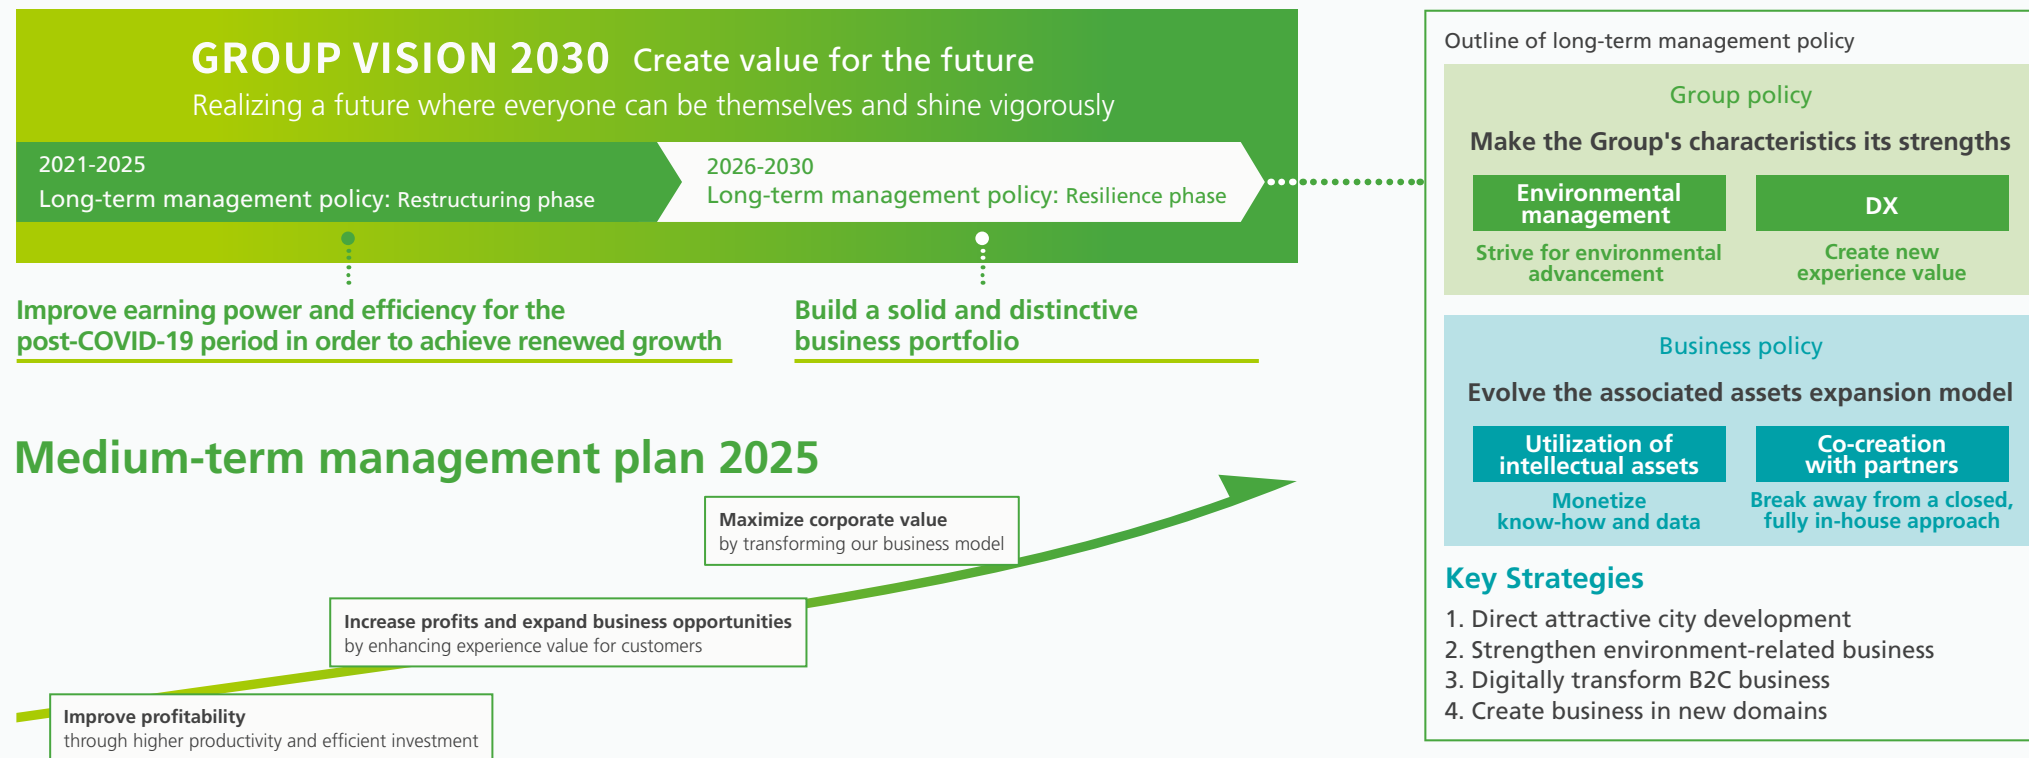 GROUP VISION 2030 Create value for the future
Realizing a future where everyone can be themselves and shine vigorously
2021-2025
Long-term management policy: Restructuring phase
2026-2030
Long-term management policy: Resilience phase
Improve earning power and efficiency for the
post-COVID-19 period in order to achieve renewed growth
Build a solid and distinctive
business portfolio
Medium-term management plan 2025
Maximize corporate value
by transforming our business model
Increase profits and expand business opportunities
by enhancing experience value for customers
Improve profitability
through higher productivity and efficient investment
Outline of long-term management policy
Group policy
Make the Group's characteristics its strengths
Environmental
management
Strive for environmental
advancement
DX
Create new
experience value
Business policy
Evolve the associated assets expansion model
Utilization of
intellectual assets
Monetize
know-how and data
Co-creation
with partners
Break away from a closed,
fully in-house approach
Key Strategies
1. Direct attractive city development
2. Strengthen environment-related business
3. Digitally transform B2C business
4. Create business in new domains